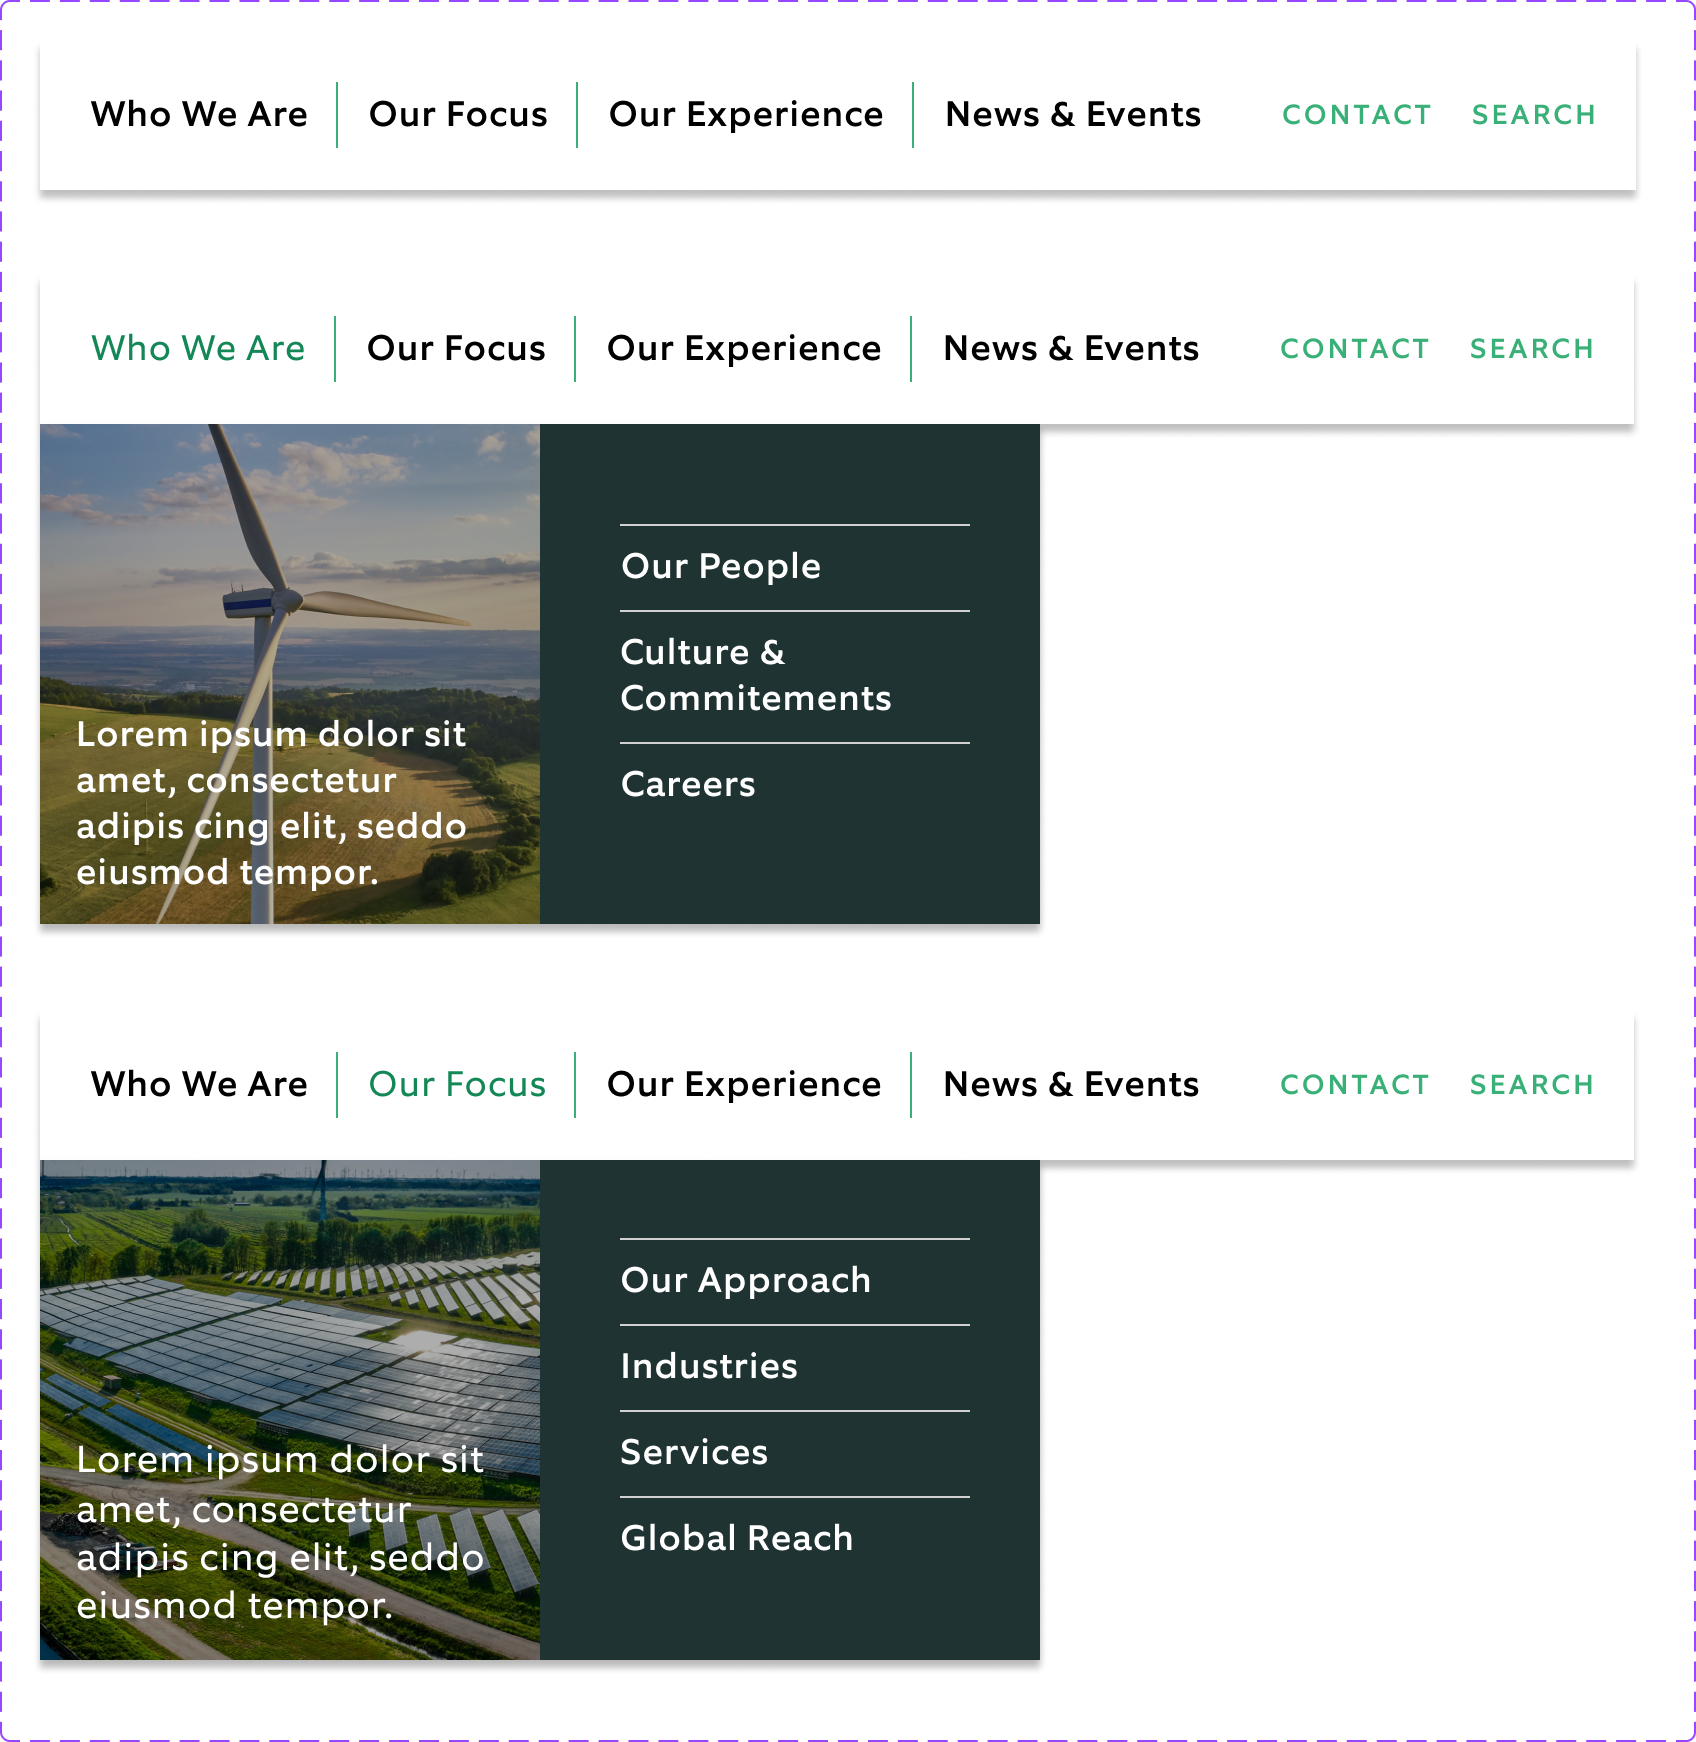 Who We Are Our Focus Our Experience News & Events CONTACT SEARCH
Who We Are Our Focus Our Experience News & Events CONTACT SEARCH
Our People
Culture &
Commitements
Careers
Lorem ipsum dolor sit
amet, consectetur
adipis cing elit, seddo
eiusmod tempor.
Who We Are Our Focus Our Experience News & Events CONTACT SEARCH
Our Approach
Industries
Services
Global Reach
Lorem ipsum dolor sit
amet, consectetur
adipis cing elit, seddo
eiusmod tempor.